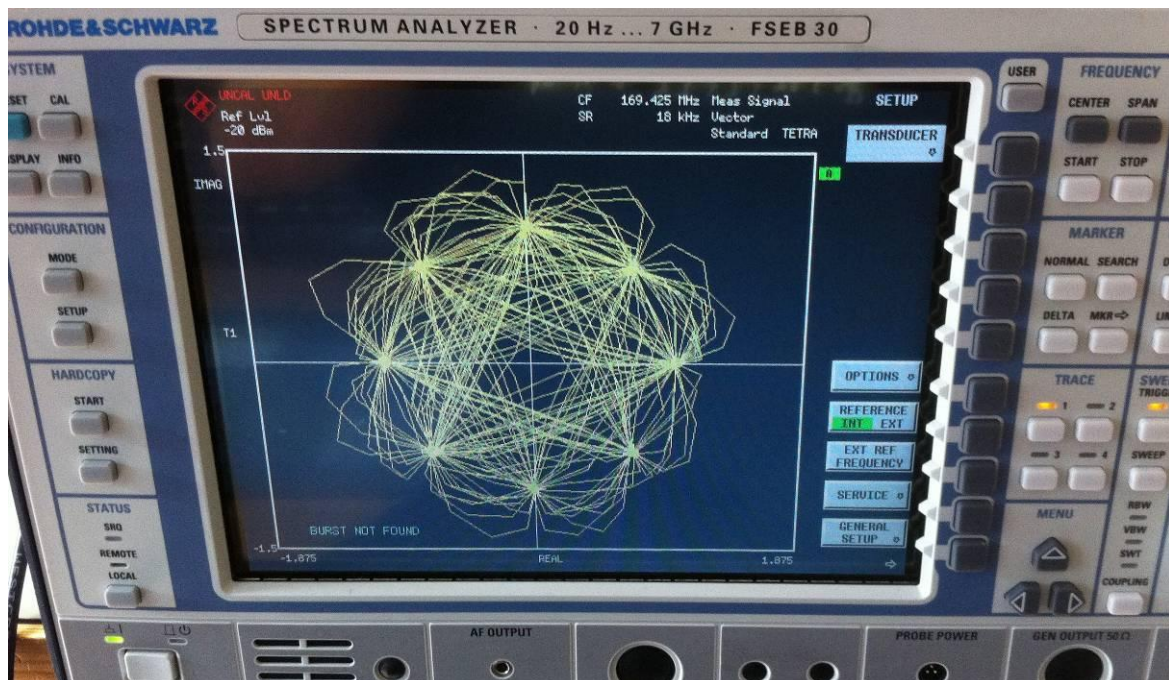 ROHDE&SCHWARZ
SPECTRUM ANALYZER · 20 Hz ... 7 GHz · FSEB 30
SYSTEM
CAL
INFO
CONFIGURATION
MODE
SETUP
HARDCOPY
START
SETTING
STATUS
SRQ
REMOTE
LOCAL
UNCAL UNLD
Ref Lvl
-20 dBm
CF 169.425 MHz Meas Signal
SR 18 kHz Vector
Standard TETRA
1.5
IMAG
T1
A
BURST NOT FOUND
-1.5
-1.875
REAL
1.875
SETUP
TRANSDUCER
OPTIONS
REFERENCE
INT EXT
EXT REF
FREQUENCY
SERVICE
GENERAL
SETUP
USER
FREQUENCY
CENTER SPAN
START STOP
MARKER
NORMAL SEARCH
DELTA MKR⇨
TRACE
1 2
3 4
SWEEP
RBW
VBW
SWT
COUPLING
MENU
AF OUTPUT
PROBE POWER
GEN OUTPUT 50 Ω